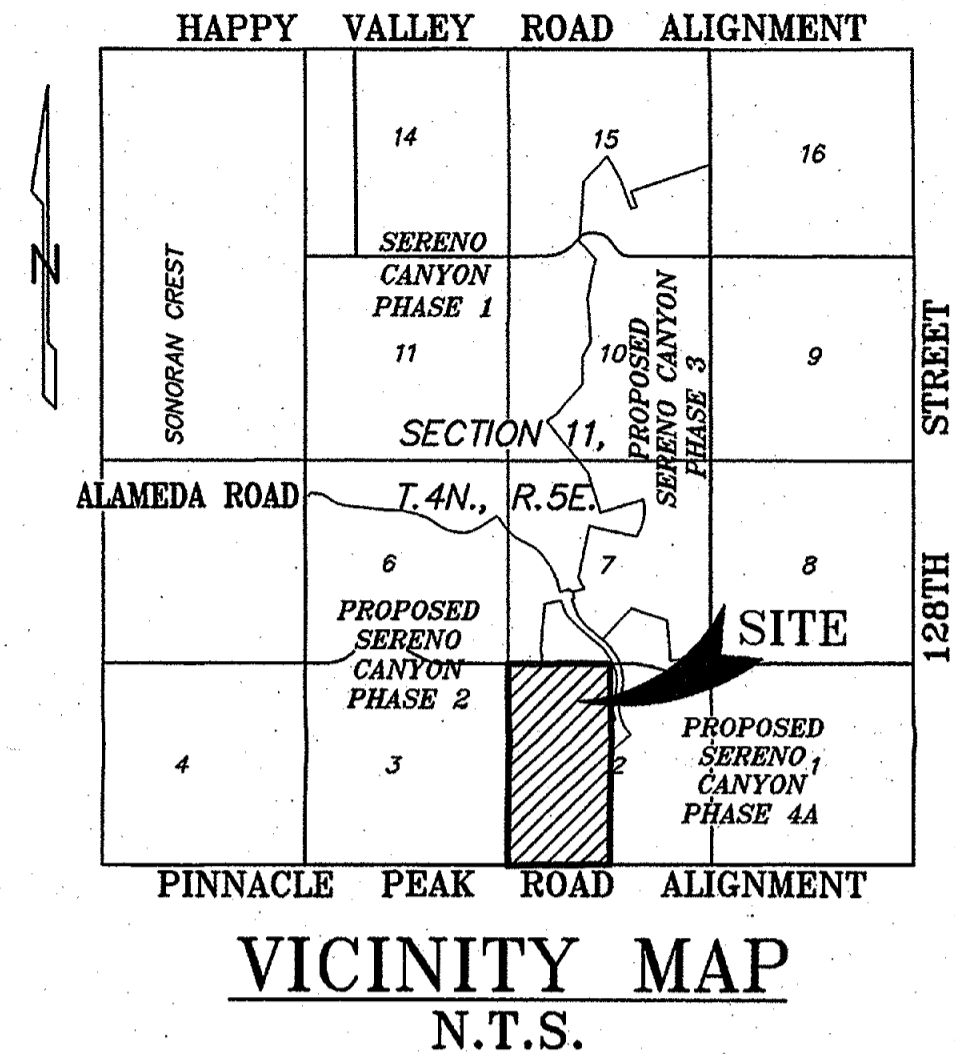 HAPPY VALLEY ROAD ALIGNMENT
14
15
16
N
SERENO
CANYON
PHASE 1
SONORAN CREST
11
10
9
PROPOSED
SERENO CANYON
PHASE 3
128TH STREET
SECTION 11,
ALAMEDA ROAD
T.4N., R.5E.
6
7
8
PROPOSED
SERENO
CANYON
PHASE 2
SITE
4
3
2
1
PROPOSED
SERENO
CANYON
PHASE 4A
PINNACLE PEAK ROAD ALIGNMENT
VICINITY MAP
N.T.S.